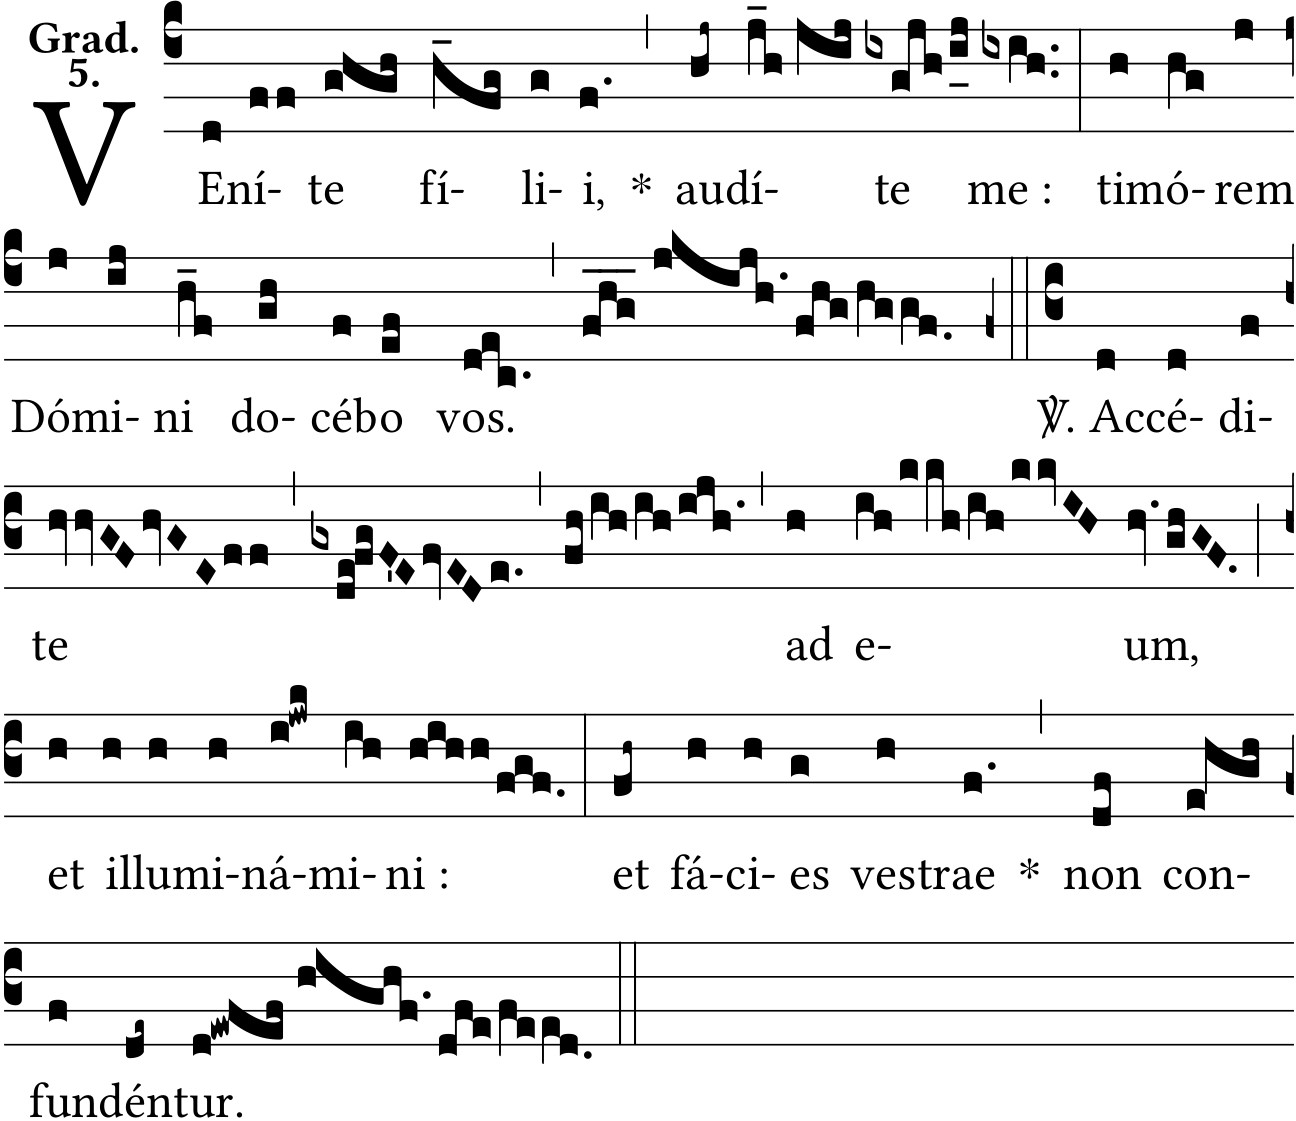 Grad.
5.
VEní- te fí- li- i, * audí- te me : timó- rem
Dómi- ni do- cébo vos. ℣. Accé- di-
te ad e- um,
et illumi-ná-mi- ni : et fá-ci- es vestrae * non con-
fundéntur.